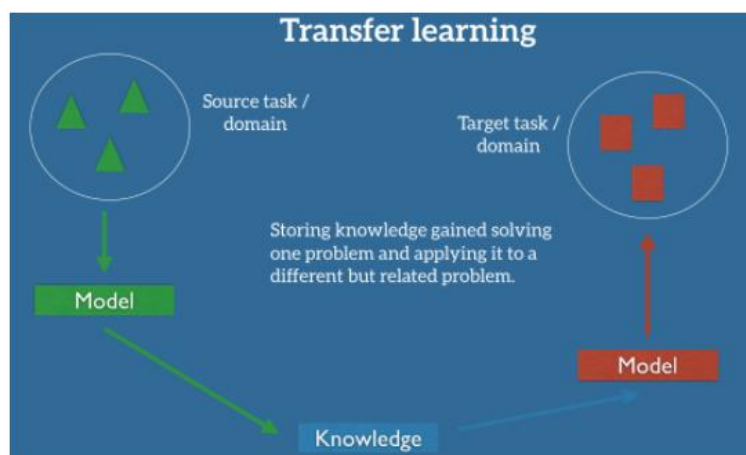 Transfer learning
Source task /
domain
Target task /
domain
Storing knowledge gained solving
one problem and applying it to a
different but related problem.
Model
Model
Knowledge